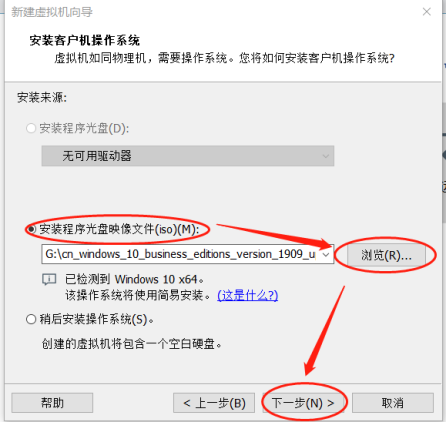 新建虚拟机向导
安装客户机操作系统
虚拟机如同物理机，需要操作系统。您将如何安装客户机操作系统?
安装来源:
安装程序光盘(D):
无可用驱动器
安装程序光盘映像文件(iso)(M):
G:\cn_windows_10_business_editions_version_1909_u 浏览(R)...
已检测到 Windows 10 x64。
该操作系统将使用简易安装。(这是什么?)
稍后安装操作系统(S)。
创建的虚拟机将包含一个空白硬盘。
帮助 < 上一步(B) 下一步(N) > 取消